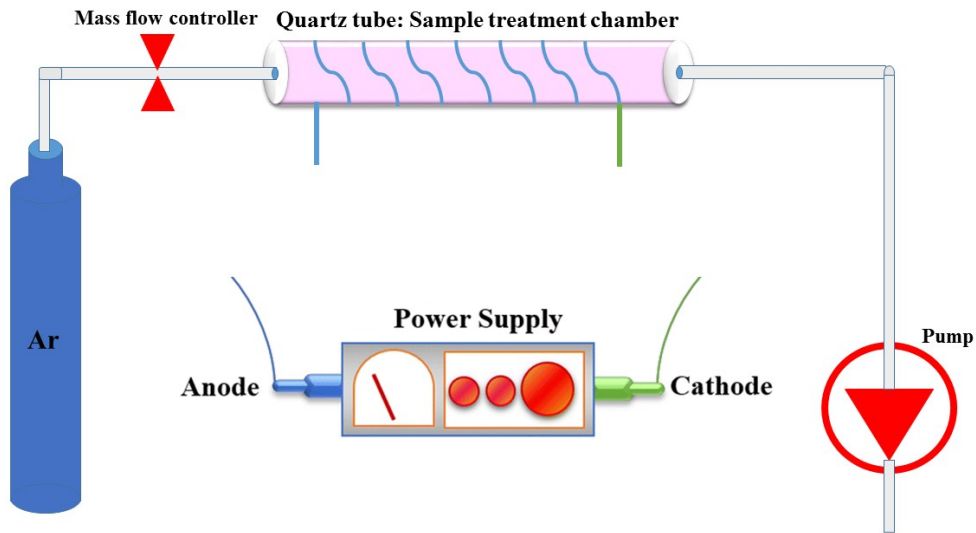 Mass flow controller
Quartz tube: Sample treatment chamber
Ar
Power Supply
Anode
Cathode
Pump